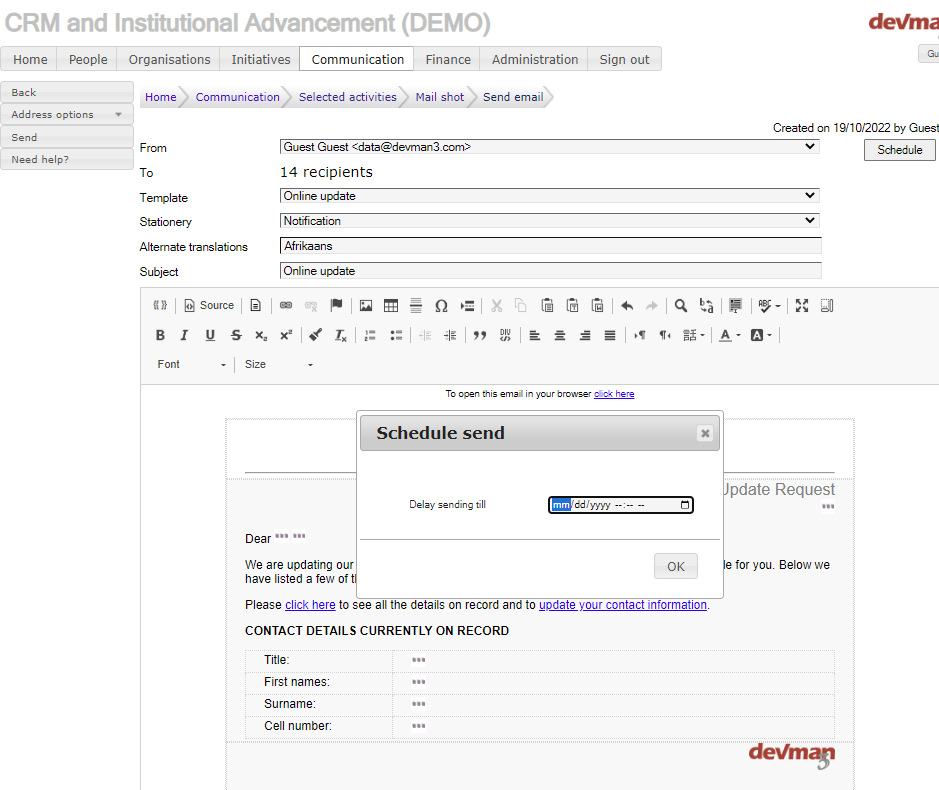 CRM and Institutional Advancement (DEMO)
devma
Gu
Home People Organisations Initiatives Communication Finance Administration Sign out
Back
Address options
Send
Need help?
Home Communication Selected activities Mail shot Send email
Created on 19/10/2022 by Guest
Schedule
From Guest Guest <data@devman3.com>
To 14 recipients
Template Online update
Stationery Notification
Alternate translations Afrikaans
Subject Online update
Source
Font Size
To open this email in your browser click here
Schedule send
Delay sending till mm/dd/yyyy --:-- --
OK
Update Request
Dear
We are updating our le for you. Below we
have listed a few of th
Please click here to see all the details on record and to update your contact information.
CONTACT DETAILS CURRENTLY ON RECORD
Title:
First names:
Surname:
Cell number:
devman
3